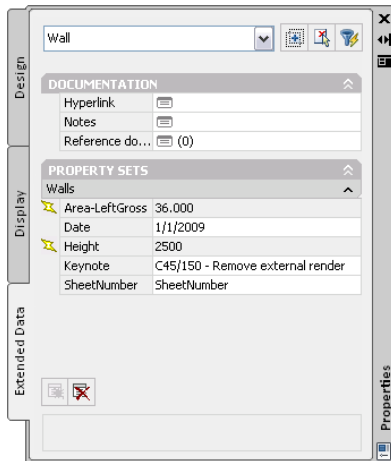 Wall
Design
DOCUMENTATION
Hyperlink
Notes
Reference do... (0)
PROPERTY SETS
Walls
Display
Area-LeftGross 36.000
Date 1/1/2009
Height 2500
Keynote C45/150 - Remove external render
SheetNumber SheetNumber
Extended Data
Properties